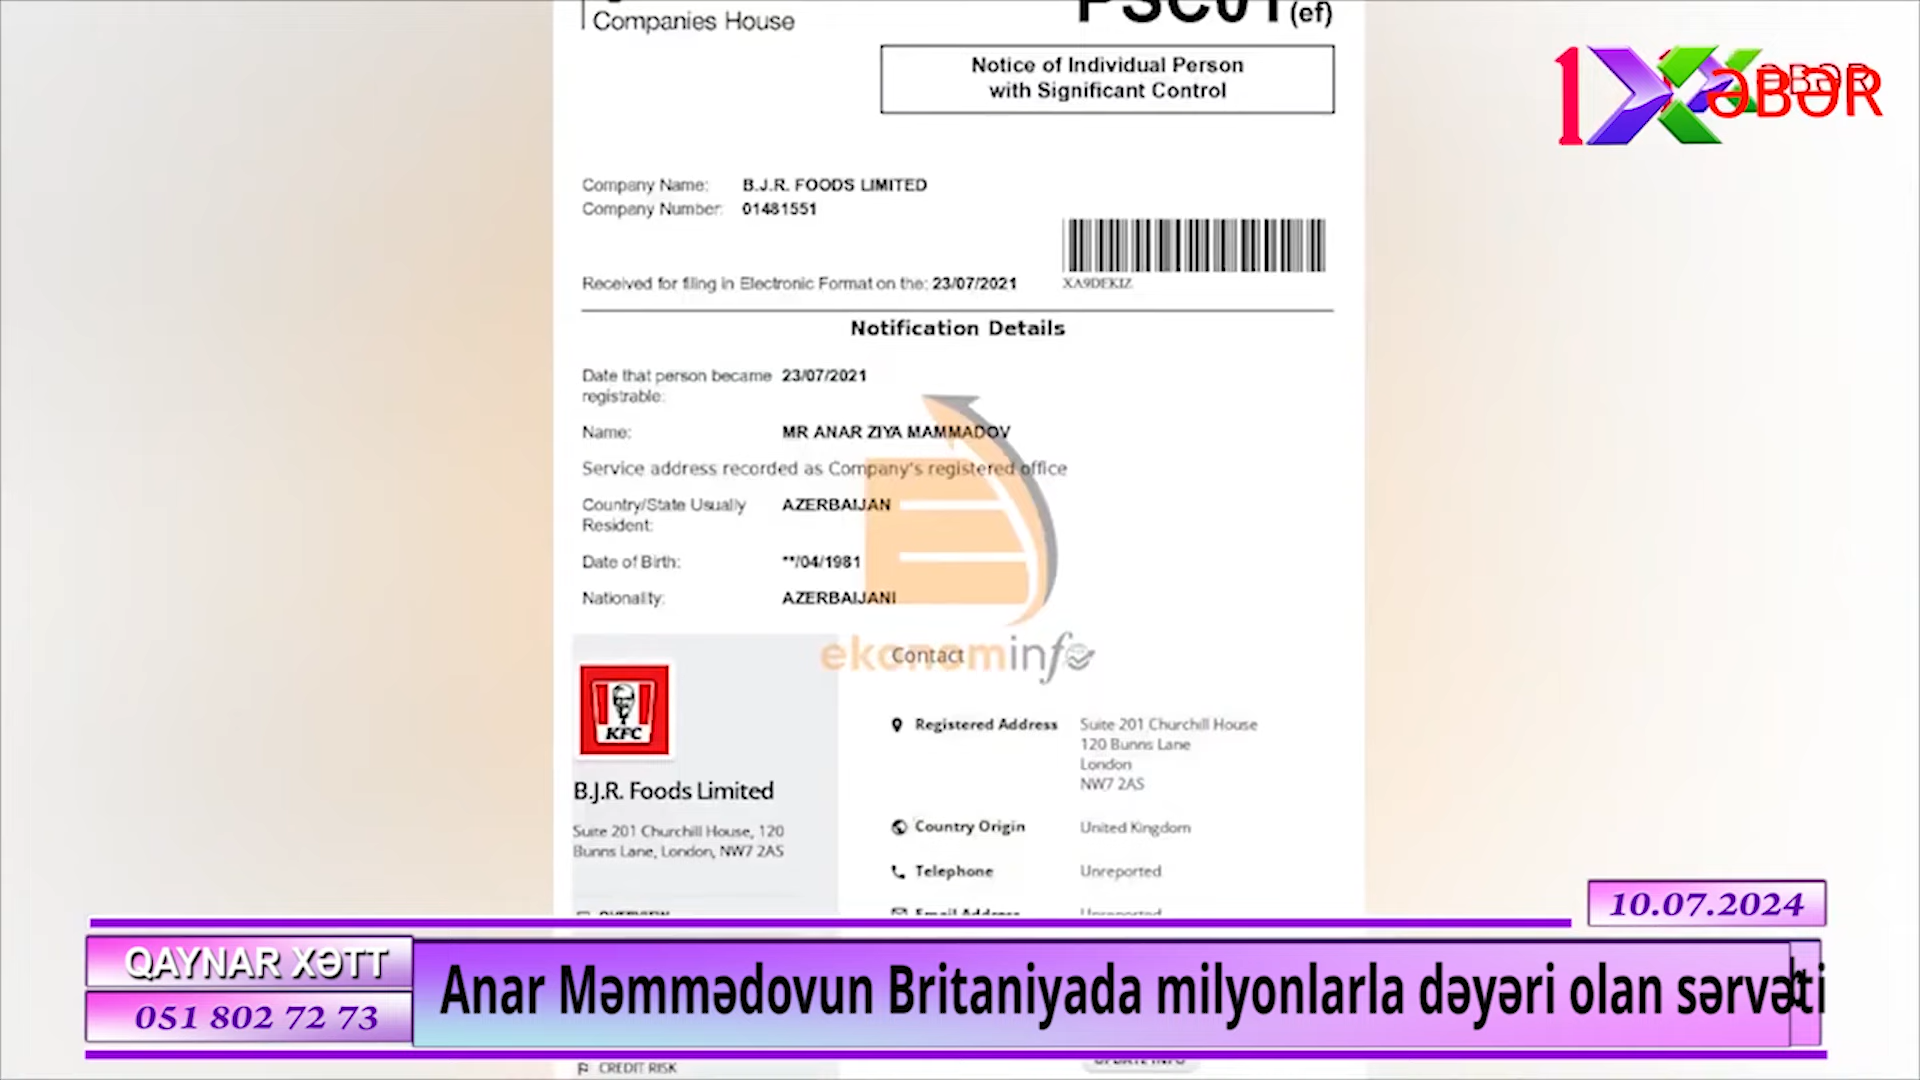 Companies House
PSC01(ef)
Notice of Individual Person
with Significant Control
1XƏBƏR
Company Name: B.J.R. FOODS LIMITED
Company Number: 01481551
Received for filing in Electronic Format on the: 23/07/2021
XA9DEKIZ
Notification Details
Date that person became registrable: 23/07/2021
Name: MR ANAR ZIYA MAMMADOV
Service address recorded as Company's registered office
Country/State Usually Resident: AZERBAIJAN
Date of Birth: **/04/1981
Nationality: AZERBAIJANI
ekonominfo
Contact
KFC
B.J.R. Foods Limited
Suite 201 Churchill House, 120
Bunns Lane, London, NW7 2AS
Registered Address Suite 201 Churchill House
120 Bunns Lane
London
NW7 2AS
Country Origin United Kingdom
Telephone Unreported
10.07.2024
QAYNAR XƏTT
051 802 72 73
Anar Məmmədovun Britaniyada milyonlarla dəyəri olan sərvəti
CREDIT RISK